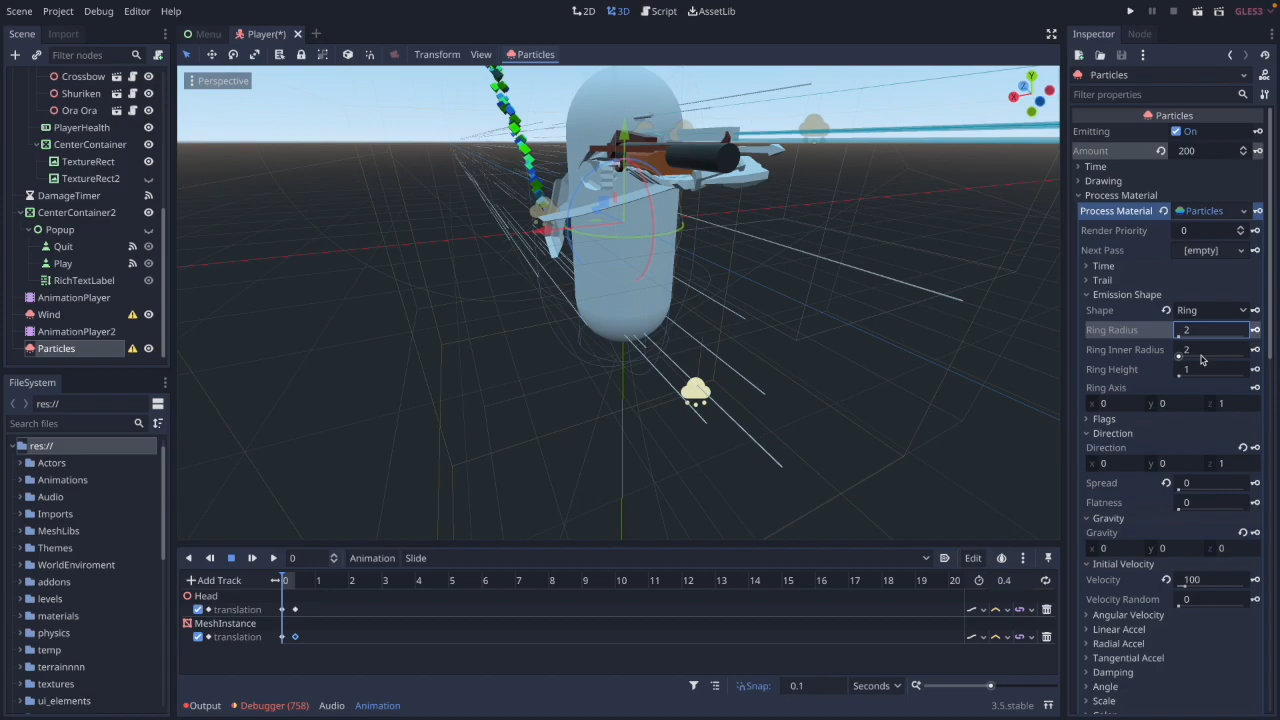 Scene Project Debug Editor Help
2D 3D Script AssetLib
GLES3
Scene Import
Menu Player(*)
Inspector Node
Filter nodes
Transform View Particles
Particles
Filter properties
Perspective
Y
X
Z
Crossbow
Shuriken
Ora Ora
PlayerHealth
CenterContainer
TextureRect
TextureRect2
DamageTimer
CenterContainer2
Popup
Quit
Play
RichTextLabel
AnimationPlayer
Wind
AnimationPlayer2
Particles
FileSystem
res://
Search files
res://
Actors
Animations
Audio
Imports
MeshLibs
Themes
WorldEnviroment
addons
levels
materials
physics
temp
terrainnnn
textures
ui_elements
0 Animation Slide Edit
Add Track 0 1 2 3 4 5 6 7 8 9 10 11 12 13 14 15 16 17 18 19 20 0.4
Head
translation
MeshInstance
translation
Snap: 0.1 Seconds
Output Debugger (758) Audio Animation 3.5.stable
Particles
Emitting On
Amount 200
Time
Drawing
Process Material
Process Material Particles
Render Priority 0
Next Pass [empty]
Time
Trail
Emission Shape
Shape Ring
Ring Radius 2
Ring Inner Radius 2
Ring Height 1
Ring Axis
x 0 y 0 z 1
Flags
Direction
Direction
x 0 y 0 z 1
Spread 0
Flatness 0
Gravity
Gravity
x 0 y 0 z 0
Initial Velocity
Velocity 100
Velocity Random 0
Angular Velocity
Linear Accel
Radial Accel
Tangential Accel
Damping
Angle
Scale